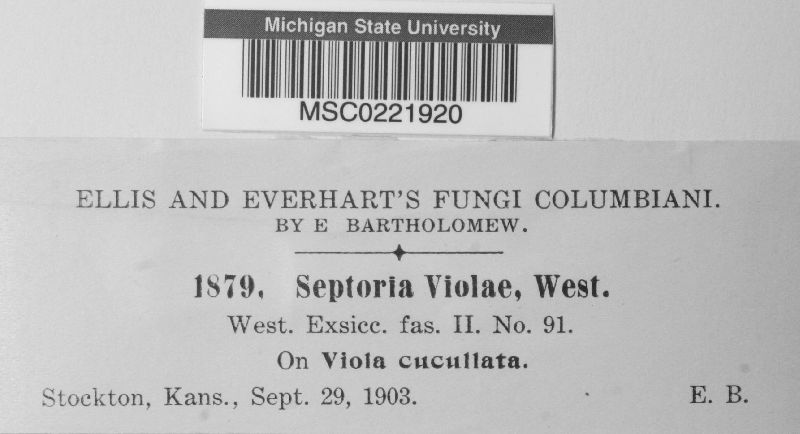 Michigan State University
MSC0221920
ELLIS AND EVERHART'S FUNGI COLUMBIANI.
BY E BARTHOLOMEW.
1879. Septoria Violae, West.
West. Exsicc. fas. II. No. 91.
On Viola cucullata.
Stockton, Kans., Sept. 29, 1903. E. B.